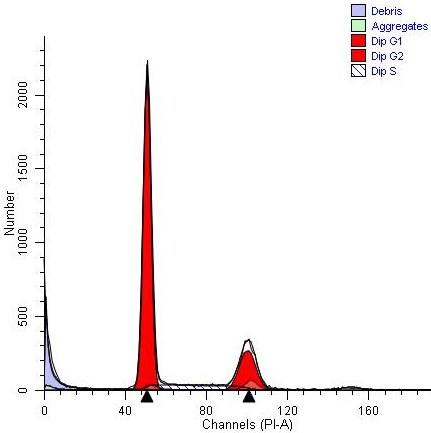 Debris
Aggregates
Dip G1
Dip G2
Dip S
Number
2000
1500
1000
500
0
0 40 80 120 160
Channels (PI-A)